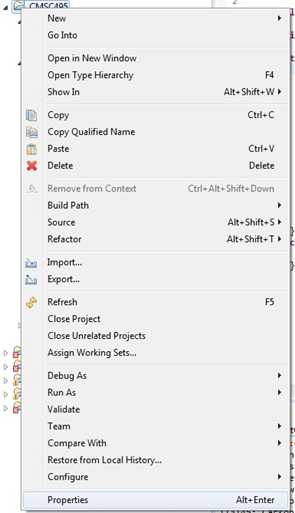 CMSC495
New
Go Into
Open in New Window
Open Type Hierarchy F4
Show In Alt+Shift+W
Copy Ctrl+C
Copy Qualified Name
Paste Ctrl+V
Delete Delete
Remove from Context Ctrl+Alt+Shift+Down
Build Path
Source Alt+Shift+S
Refactor Alt+Shift+T
Import...
Export...
Refresh F5
Close Project
Close Unrelated Projects
Assign Working Sets...
Debug As
Run As
Validate
Team
Compare With
Restore from Local History...
Configure
Properties Alt+Enter